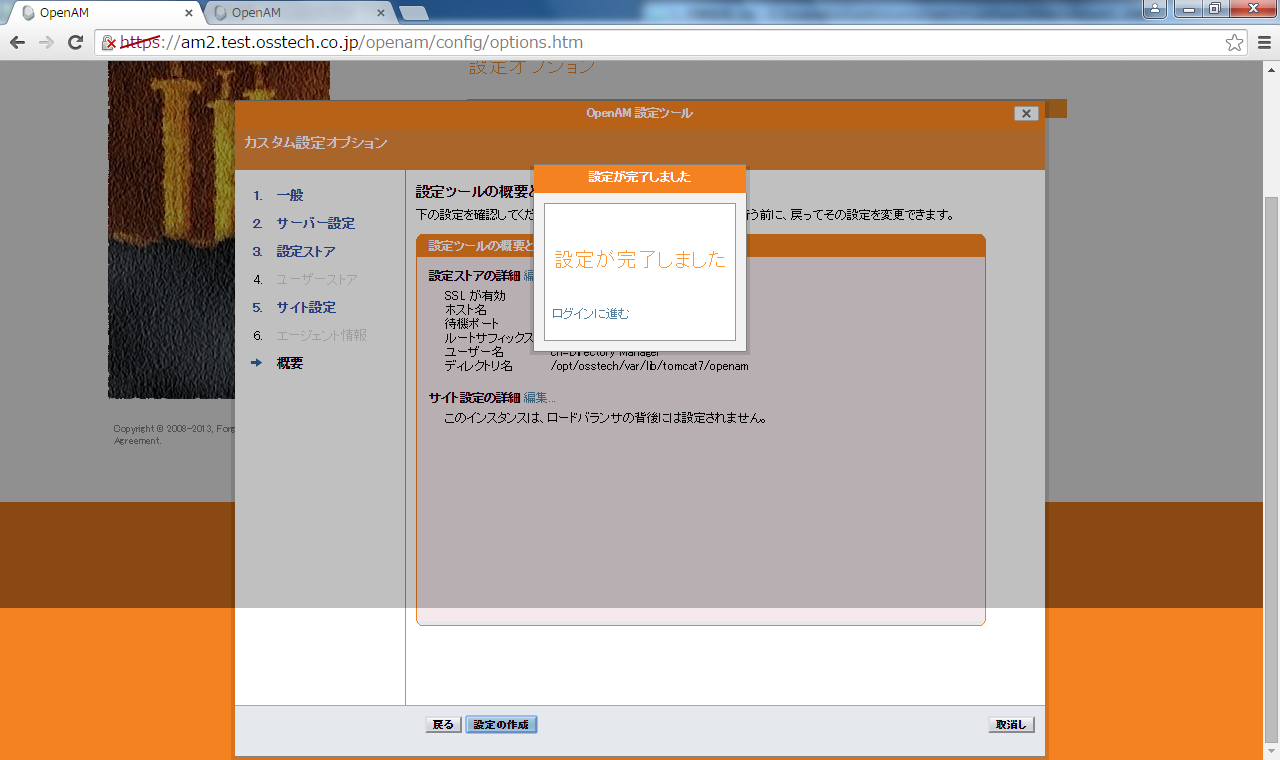 OpenAM
OpenAM
https://am2.test.osstech.co.jp/openam/config/options.htm
設定オプション
OpenAM 設定ツール
カスタム設定オプション
1. 一般
2. サーバー設定
3. 設定ストア
4. ユーザーストア
5. サイト設定
6. エージェント情報
概要
設定ツールの概要と
下の設定を確認してくだ
う前に、戻ってその設定を変更できます。
設定ツールの概要と
設定ストアの詳細 編
SSL が有効
ホスト名
待機ポート
ルートサフィックス
ユーザー名 cn=Directory Manager
ディレクトリ名 /opt/osstech/var/lib/tomcat7/openam
サイト設定の詳細 編集...
このインスタンスは、ロードバランサの背後には設定されません。
設定が完了しました
設定が完了しました
ログインに進む
Copyright © 2008-2013, Forg
Agreement.
戻る
設定の作成
取消し